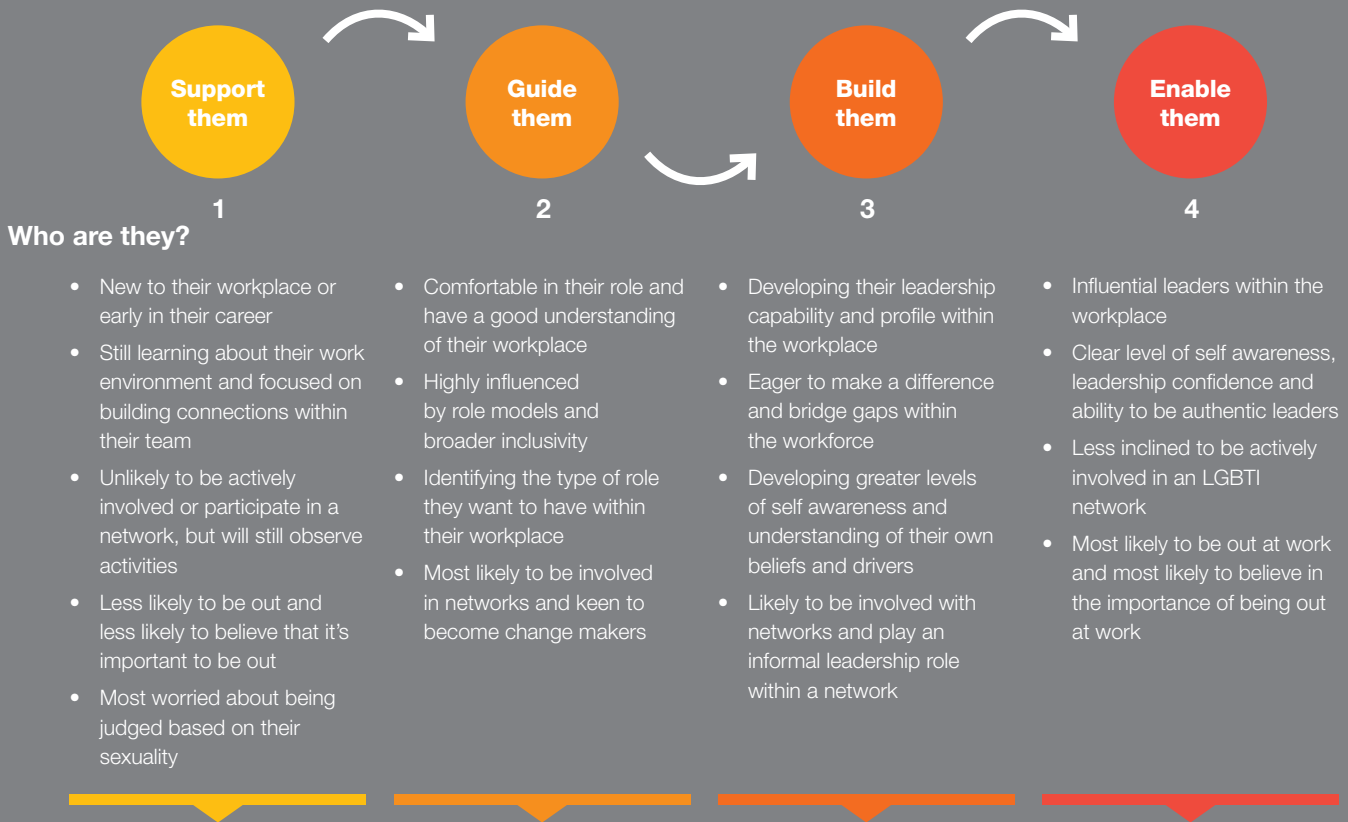 Support
them
1
Guide
them
2
Build
them
3
Enable
them
4
Who are they?
• New to their workplace or
early in their career
• Still learning about their work
environment and focused on
building connections within
their team
• Unlikely to be actively
involved or participate in a
network, but will still observe
activities
• Less likely to be out and
less likely to believe that it’s
important to be out
• Most worried about being
judged based on their
sexuality
• Comfortable in their role and
have a good understanding
of their workplace
• Highly influenced
by role models and
broader inclusivity
• Identifying the type of role
they want to have within
their workplace
• Most likely to be involved
in networks and keen to
become change makers
• Developing their leadership
capability and profile within
the workplace
• Eager to make a difference
and bridge gaps within
the workforce
• Developing greater levels
of self awareness and
understanding of their own
beliefs and drivers
• Likely to be involved with
networks and play an
informal leadership role
within a network
• Influential leaders within the
workplace
• Clear level of self awareness,
leadership confidence and
ability to be authentic leaders
• Less inclined to be actively
involved in an LGBTI
network
• Most likely to be out at work
and most likely to believe in
the importance of being out
at work